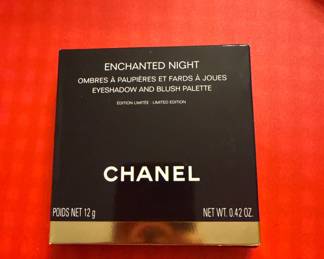 ENCHANTED NIGHT
OMBRES À PAUPIÈRES ET FARDS À JOUES
EYESHADOW AND BLUSH PALETTE
ÉDITION LIMITÉE · LIMITED EDITION
CHANEL
POIDS NET 12 g NET WT. 0.42 OZ.